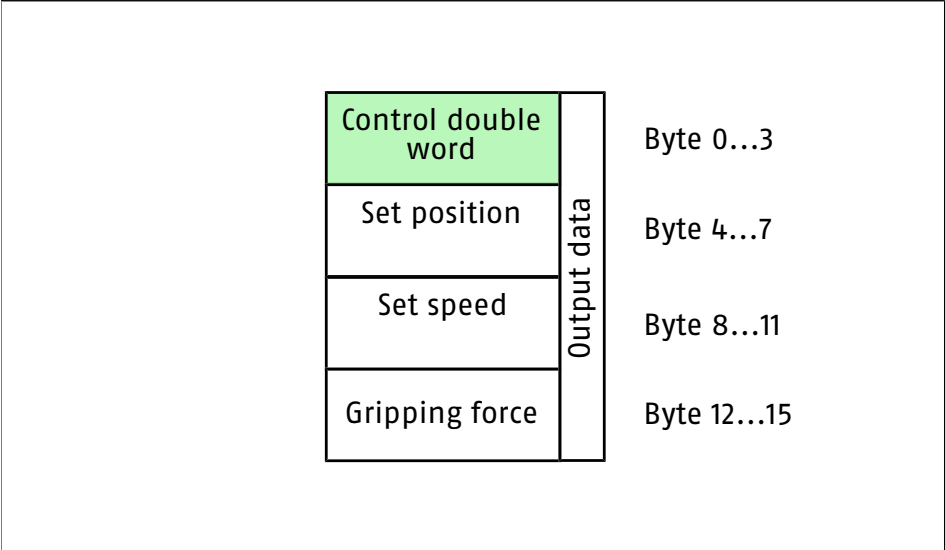 Control double
word
Byte 0...3
Set position
Byte 4...7
Set speed
Byte 8...11
Gripping force
Byte 12...15
Output data